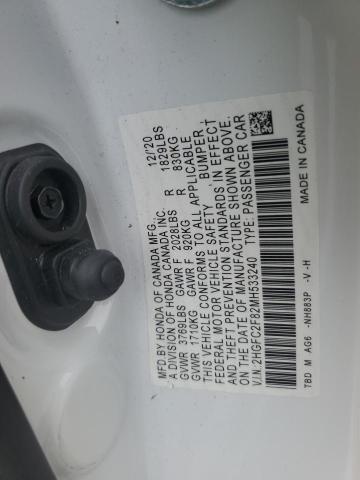 MFD BY HONDA OF CANADA MFG. 12/'20
A DIVISION OF HONDA CANADA INC.
GVWR 3769LBS GAWR F 2028LBS R 1829LBS
GVWR 1710KG GAWR F 920KG R 830KG
THIS VEHICLE CONFORMS TO ALL APPLICABLE
FEDERAL MOTOR VEHICLE SAFETY, BUMPER,
AND THEFT PREVENTION STANDARDS IN EFFECT
ON THE DATE OF MANUFACTURE SHOWN ABOVE.
V.I.N:2HGFC2F82MH533240 TYPE: PASSENGER CAR
TBD M AG6 -NH883P -V -H MADE IN CANADA